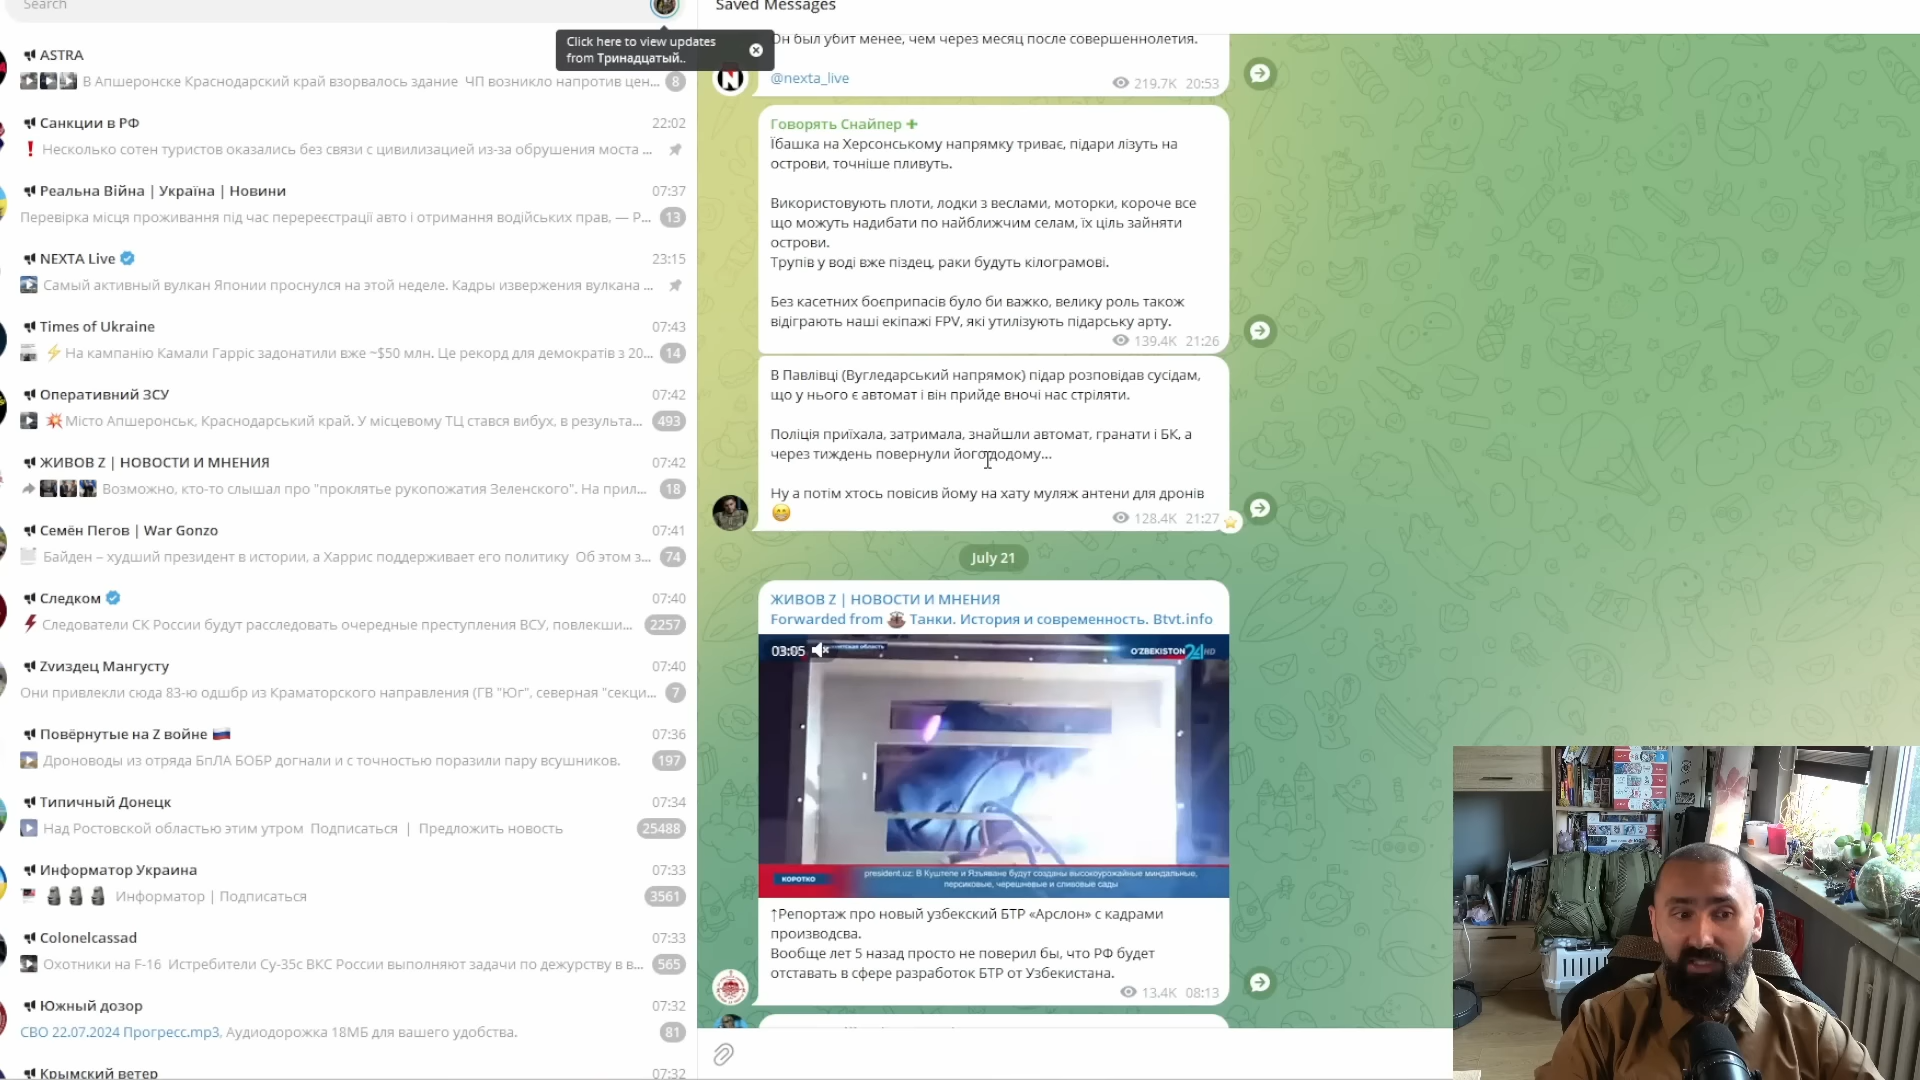 Search
Saved Messages
Click here to view updates
from Тринадцатый..
ASTRA
В Апшеронске Краснодарский край взорвалось здание ЧП возникло напротив цен...
8
Санкции в РФ
22:02
Несколько сотен туристов оказались без связи с цивилизацией из-за обрушения моста ...
Реальна Війна | Україна | Новини
07:37
Перевірка місця проживання під час перереєстрації авто і отримання водійських прав, — Р...
13
NEXTA Live
23:15
Самый активный вулкан Японии проснулся на этой неделе. Кадры извержения вулкана ...
Times of Ukraine
07:43
⚡На кампанію Камали Гарріс задонатили вже ~$50 млн. Це рекорд для демократів з 20...
14
Оперативний ЗСУ
07:42
💥Місто Апшеронськ, Краснодарський край. У місцевому ТЦ стався вибух, в результа...
493
ЖИВОВ Z | НОВОСТИ И МНЕНИЯ
07:42
Возможно, кто-то слышал про "проклятье рукопожатия Зеленского". На прил...
18
Семён Пегов | War Gonzo
07:41
Байден – худший президент в истории, а Харрис поддерживает его политику Об этом з...
74
Следком
07:40
Следователи СК России будут расследовать очередные преступления ВСУ, повлекши...
2257
Zvиздец Мангусту
07:40
Они привлекли сюда 83-ю одшбр из Краматорского направления (ГВ "Юг", северная "секци...
7
Повёрнутые на Z войне 🇷🇺
07:36
Дроноводы из отряда БпЛА БОБР догнали и с точностью поразили пару всушников.
197
Типичный Донецк
07:34
Над Ростовской областью этим утром Подписаться | Предложить новость
25488
Информатор Украина
07:33
Информатор | Подписаться
3561
Colonelcassad
07:33
Охотники на F-16 Истребители Су-35с ВКС России выполняют задачи по дежурству в в...
565
Южный дозор
07:32
СВО 22.07.2024 Прогресс.mp3, Аудиодорожка 18МБ для вашего удобства.
81
Крымский ветер
07:32
Он был убит менее, чем через месяц после совершеннолетия.
@nexta_live
219.7K 20:53
Говорять Снайпер ✚
Їбашка на Херсонському напрямку триває, підари лізуть на
острови, точніше пливуть.
Використовують плоти, лодки з веслами, моторки, короче все
що можуть надибати по найближчим селам, їх ціль зайняти
острови.
Трупів у воді вже піздец, раки будуть кілограмові.
Без касетних боєприпасів було би важко, велику роль також
відіграють наші екіпажі FPV, які утилізують підарську арту.
139.4K 21:26
В Павлівці (Вугледарський напрямок) підар розповідав сусідам,
що у нього є автомат і він прийде вночі нас стріляти.
Поліція приїхала, затримала, знайшли автомат, гранати і БК, а
через тиждень повернули його додому...
Ну а потім хтось повісив йому на хату муляж антени для дронів
😁
128.4K 21:27
July 21
ЖИВОВ Z | НОВОСТИ И МНЕНИЯ
Forwarded from Танки. История и современность. Btvt.info
03:05
O'ZBEKISTON 24 HD
КОРОТКО
president.uz: В Куштепе и Язъяване будут созданы высокоурожайные миндальные,
персиковые, черешневые и сливовые сады
↑Репортаж про новый узбекский БТР «Арслон» с кадрами
производсва.
Вообще лет 5 назад просто не поверил бы, что РФ будет
отставать в сфере разработок БТР от Узбекистана.
13.4K 08:13